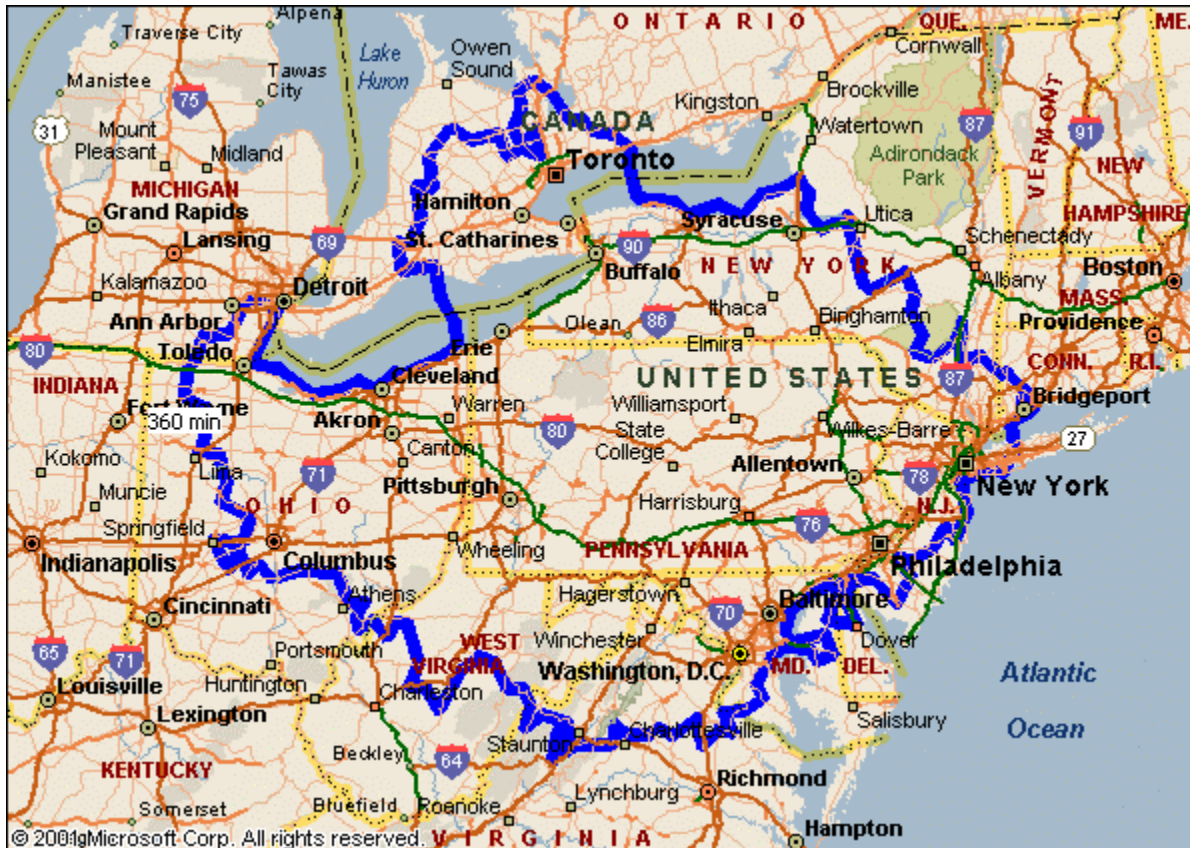 Alpena
ONTARIO
QUE.
ME.
Traverse City
Lake
Huron
Owen
Sound
Cornwall
Manistee
Tawas
City
75
Kingston
Brockville
31
Mount
Pleasant
Midland
CANADA
Watertown
87
VERMONT
91
Toronto
Adirondack
Park
NEW
HAMPSHIRE
MICHIGAN
Grand Rapids
Hamilton
Syracuse
Utica
Lansing
69
St. Catharines
90
Buffalo
NEW YORK
Schenectady
Albany
Boston
Kalamazoo
Detroit
Ithaca
MASS
Ann Arbor
Olean
86
Binghamton
Providence
Toledo
Erie
Elmira
CONN.
R.I.
80
INDIANA
Cleveland
UNITED STATES
87
Bridgeport
Fort Wayne
360 min
Akron
Warren
Williamsport
Wilkes-Barre
80
State
College
27
Kokomo
Lima
71
Canton
Allentown
78
New York
Muncie
OHIO
Pittsburgh
Harrisburg
N.J.
Springfield
76
Indianapolis
Columbus
Wheeling
PENNSYLVANIA
Philadelphia
Athens
Hagerstown
70
Baltimore
Cincinnati
Winchester
Dover
65
71
Portsmouth
WEST
VIRGINIA
Washington, D.C.
MD.
DEL.
Atlantic
Ocean
Louisville
Huntington
Charleston
Salisbury
Lexington
Staunton
Charlottesville
Beckley
64
KENTUCKY
Richmond
Somerset
Bluefield
Roanoke
Lynchburg
Hampton
VIRGINIA
Microsoft Corp. All rights reserved.